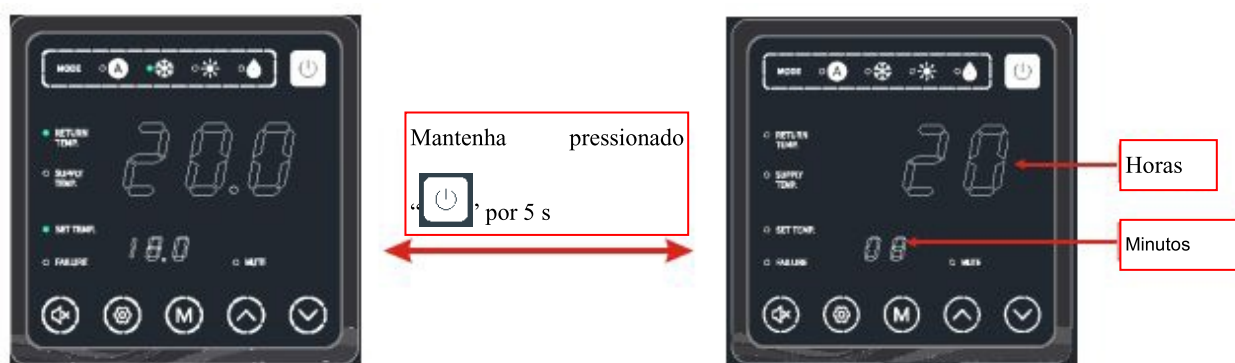 MODE A
RETURN
TEMP.
20.0
SUPPLY
TEMP.
SET TEMP.
18.0
FAILURE
MUTE
M
Mantenha pressionado
“ ” por 5 s
MODE A
RETURN
TEMP.
20
SUPPLY
TEMP.
SET TEMP.
08
FAILURE
MUTE
M
Horas
Minutos